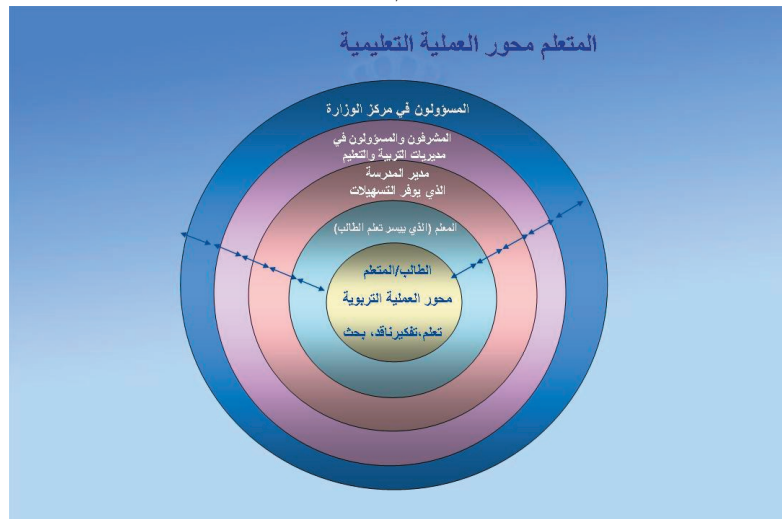 المتعلم محور العملية التعليمية
المسؤولون في مركز الوزارة
المشرفون والمسؤولون في
مديريات التربية والتعليم
مدير المدرسة
الذي يوفر التسهيلات
المعلم (الذي ييسر تعلم الطالب)
الطالب/المتعلم
محور العملية التربوية
تعلم،تفكيرناقد، بحث